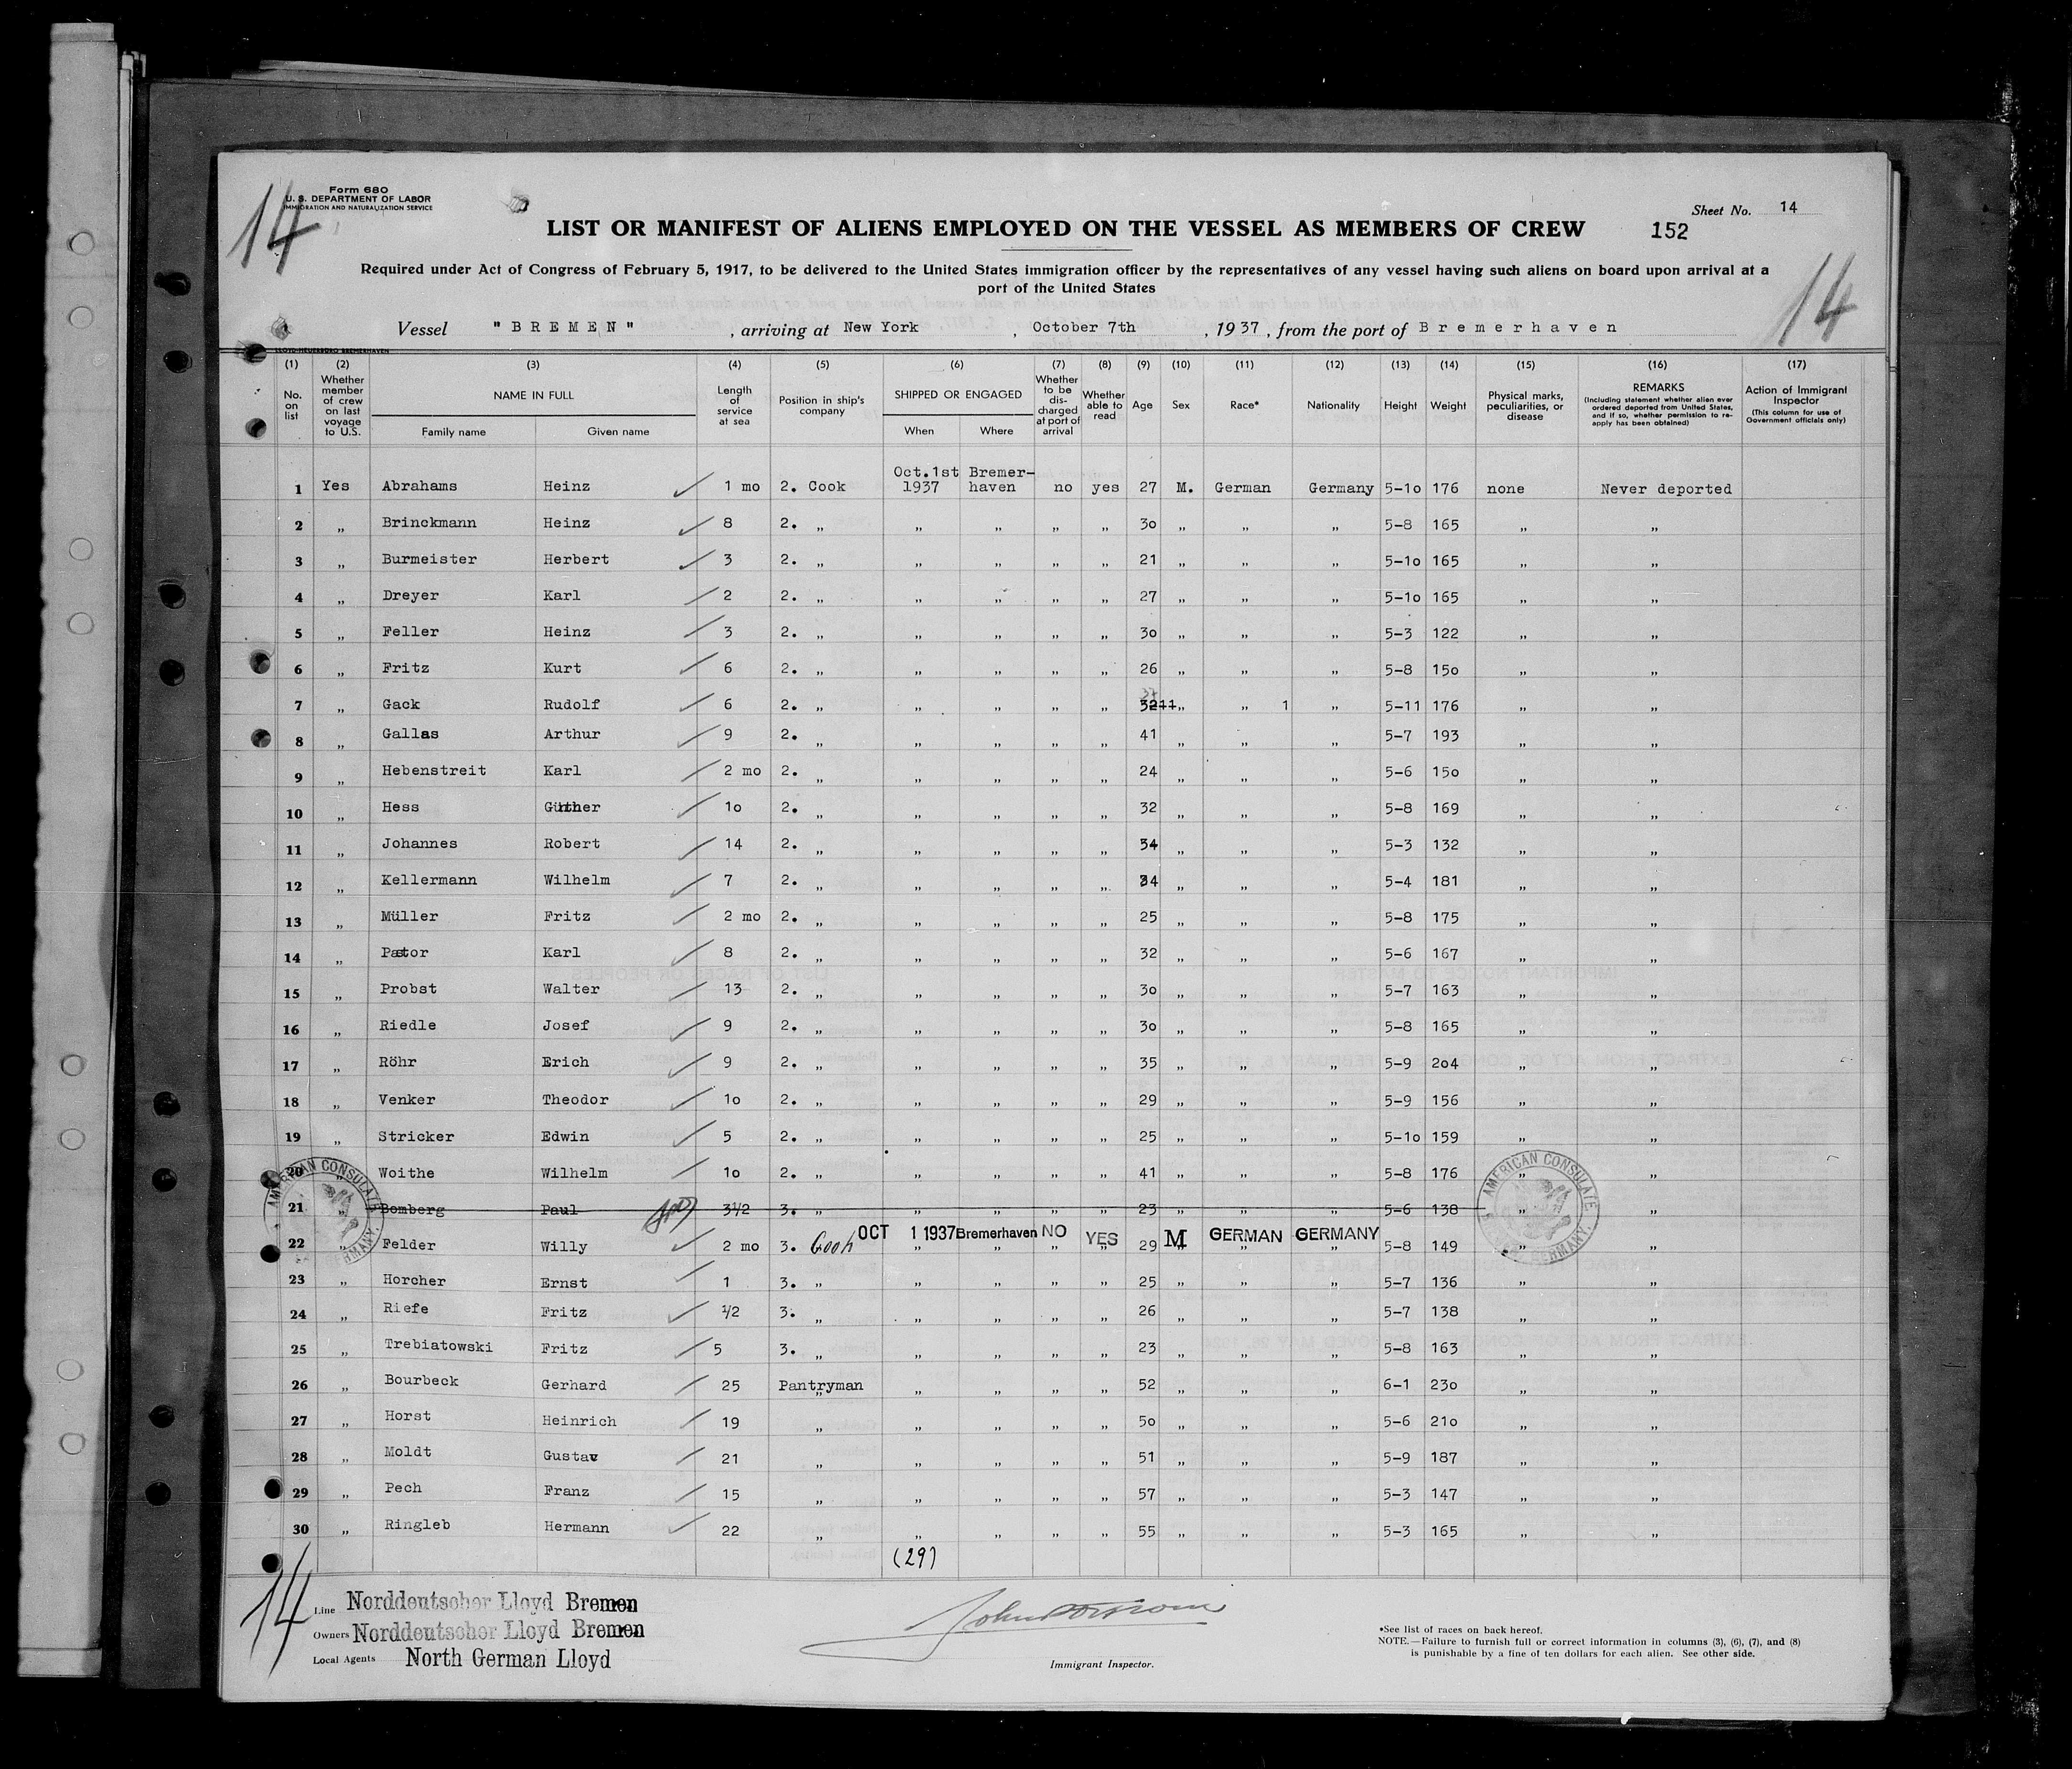 Form 680
U. S. DEPARTMENT OF LABOR
IMMIGRATION AND NATURALIZATION SERVICE
14
Sheet No. 14
LIST OR MANIFEST OF ALIENS EMPLOYED ON THE VESSEL AS MEMBERS OF CREW
152
Required under Act of Congress of February 5, 1917, to be delivered to the United States immigration officer by the representatives of any vessel having such aliens on board upon arrival at a
port of the United States
14
Vessel "BREMEN", arriving at New York, October 7th, 1937, from the port of Bremerhaven
(1) (2) (3) (4) (5) (6) (7) (8) (9) (10) (11) (12) (13) (14) (15) (16) (17)
No. on list
Whether member of crew on last voyage to U.S.
NAME IN FULL
Family name Given name
Length of service at sea
Position in ship's company
SHIPPED OR ENGAGED
When Where
Whether to be discharged at port of arrival
Whether able to read
Age
Sex
Race*
Nationality
Height
Weight
Physical marks, peculiarities, or disease
REMARKS
(Including statement whether alien ever ordered deported from United States, and if so, whether permission to re-apply has been obtained)
Action of Immigrant Inspector
(This column for use of Government officials only)
1 Yes Abrahams Heinz 1 mo 2. Cook Oct.1st 1937 Bremer-haven no yes 27 M. German Germany 5-10 176 none Never deported
2 „ Brinckmann Heinz 8 2. „ „ „ „ „ 30 „ „ „ 5-8 165 „ „
3 „ Burmeister Herbert 3 2. „ „ „ „ „ 21 „ „ „ 5-10 165 „ „
4 „ Dreyer Karl 2 2. „ „ „ „ „ 27 „ „ „ 5-10 165 „ „
5 „ Feller Heinz 3 2. „ „ „ „ „ 30 „ „ „ 5-3 122 „ „
6 „ Fritz Kurt 6 2. „ „ „ „ „ 26 „ „ „ 5-8 150 „ „
7 „ Gack Rudolf 6 2. „ „ „ „ „ 32 „ „ 1 „ 5-11 176 „ „
8 „ Gallas Arthur 9 2. „ „ „ „ „ 41 „ „ „ 5-7 193 „ „
9 „ Hebenstreit Karl 2 mo 2. „ „ „ „ „ 24 „ „ „ 5-6 150 „ „
10 „ Hess Günther 10 2. „ „ „ „ „ 32 „ „ „ 5-8 169 „ „
11 „ Johannes Robert 14 2. „ „ „ „ „ 34 „ „ „ 5-3 132 „ „
12 „ Kellermann Wilhelm 7 2. „ „ „ „ „ 34 „ „ „ 5-4 181 „ „
13 „ Müller Fritz 2 mo 2. „ „ „ „ „ 25 „ „ „ 5-8 175 „ „
14 „ Pastor Karl 8 2. „ „ „ „ „ 32 „ „ „ 5-6 167 „ „
15 „ Probst Walter 13 2. „ „ „ „ „ 30 „ „ „ 5-7 163 „ „
16 „ Riedle Josef 9 2. „ „ „ „ „ 30 „ „ „ 5-8 165 „ „
17 „ Röhr Erich 9 2. „ „ „ „ „ 35 „ „ „ 5-9 204 „ „
18 „ Venker Theodor 10 2. „ „ „ „ „ 29 „ „ „ 5-9 156 „ „
19 „ Stricker Edwin 5 2. „ „ „ „ „ 25 „ „ „ 5-10 159 „ „
20 „ Woithe Wilhelm 10 2. „ „ „ „ „ 41 „ „ „ 5-8 176 „ „
21 „ Bomberg Paul 3½ 3. „ „ „ „ „ 23 „ „ „ 5-6 138 „ „
22 „ Felder Willy 2 mo 3. Cook OCT 1 1937 Bremerhaven NO YES 29 M GERMAN GERMANY 5-8 149 „ „
23 „ Horcher Ernst 1 3. „ „ „ „ „ 25 „ „ „ 5-7 136 „ „
24 „ Riefe Fritz ½ 3. „ „ „ „ „ 26 „ „ „ 5-7 138 „ „
25 „ Trebiatowski Fritz 5 3. „ „ „ „ „ 23 „ „ „ 5-8 163 „ „
26 „ Bourbeck Gerhard 25 Pantryman „ „ „ „ 52 „ „ „ 6-1 230 „ „
27 „ Horst Heinrich 19 „ „ „ „ „ 50 „ „ „ 5-6 210 „ „
28 „ Moldt Gustav 21 „ „ „ „ „ 51 „ „ „ 5-9 187 „ „
29 „ Pech Franz 15 „ „ „ „ „ 57 „ „ „ 5-3 147 „ „
30 „ Ringleb Hermann 22 „ „ „ „ „ 55 „ „ „ 5-3 165 „ „
AMERICAN CONSULATE GERMANY
AMERICAN CONSULATE GERMANY
(29)
14
Line Norddeutscher Lloyd Bremen
Owners Norddeutscher Lloyd Bremen
Local Agents North German Lloyd
Immigrant Inspector.
*See list of races on back hereof.
NOTE.—Failure to furnish full or correct information in columns (3), (6), (7), and (8)
is punishable by a fine of ten dollars for each alien. See other side.